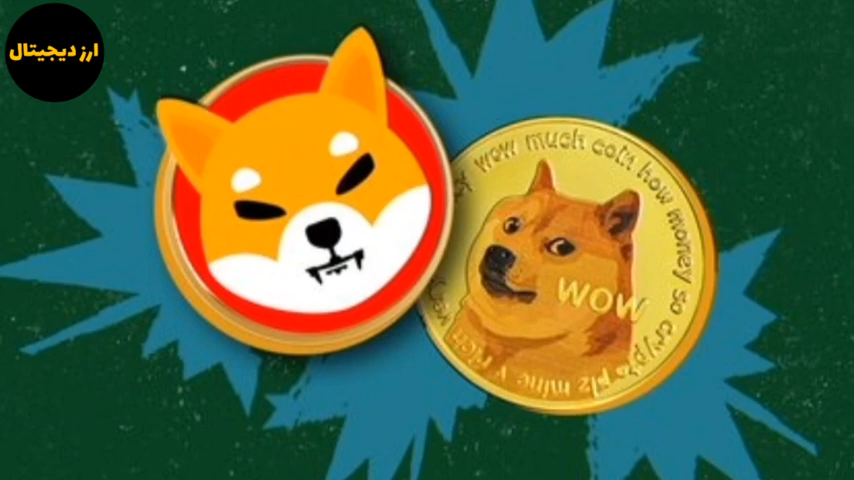 ارز دیجیتال
wow much coin how money so crypto plz mine v rich
wow